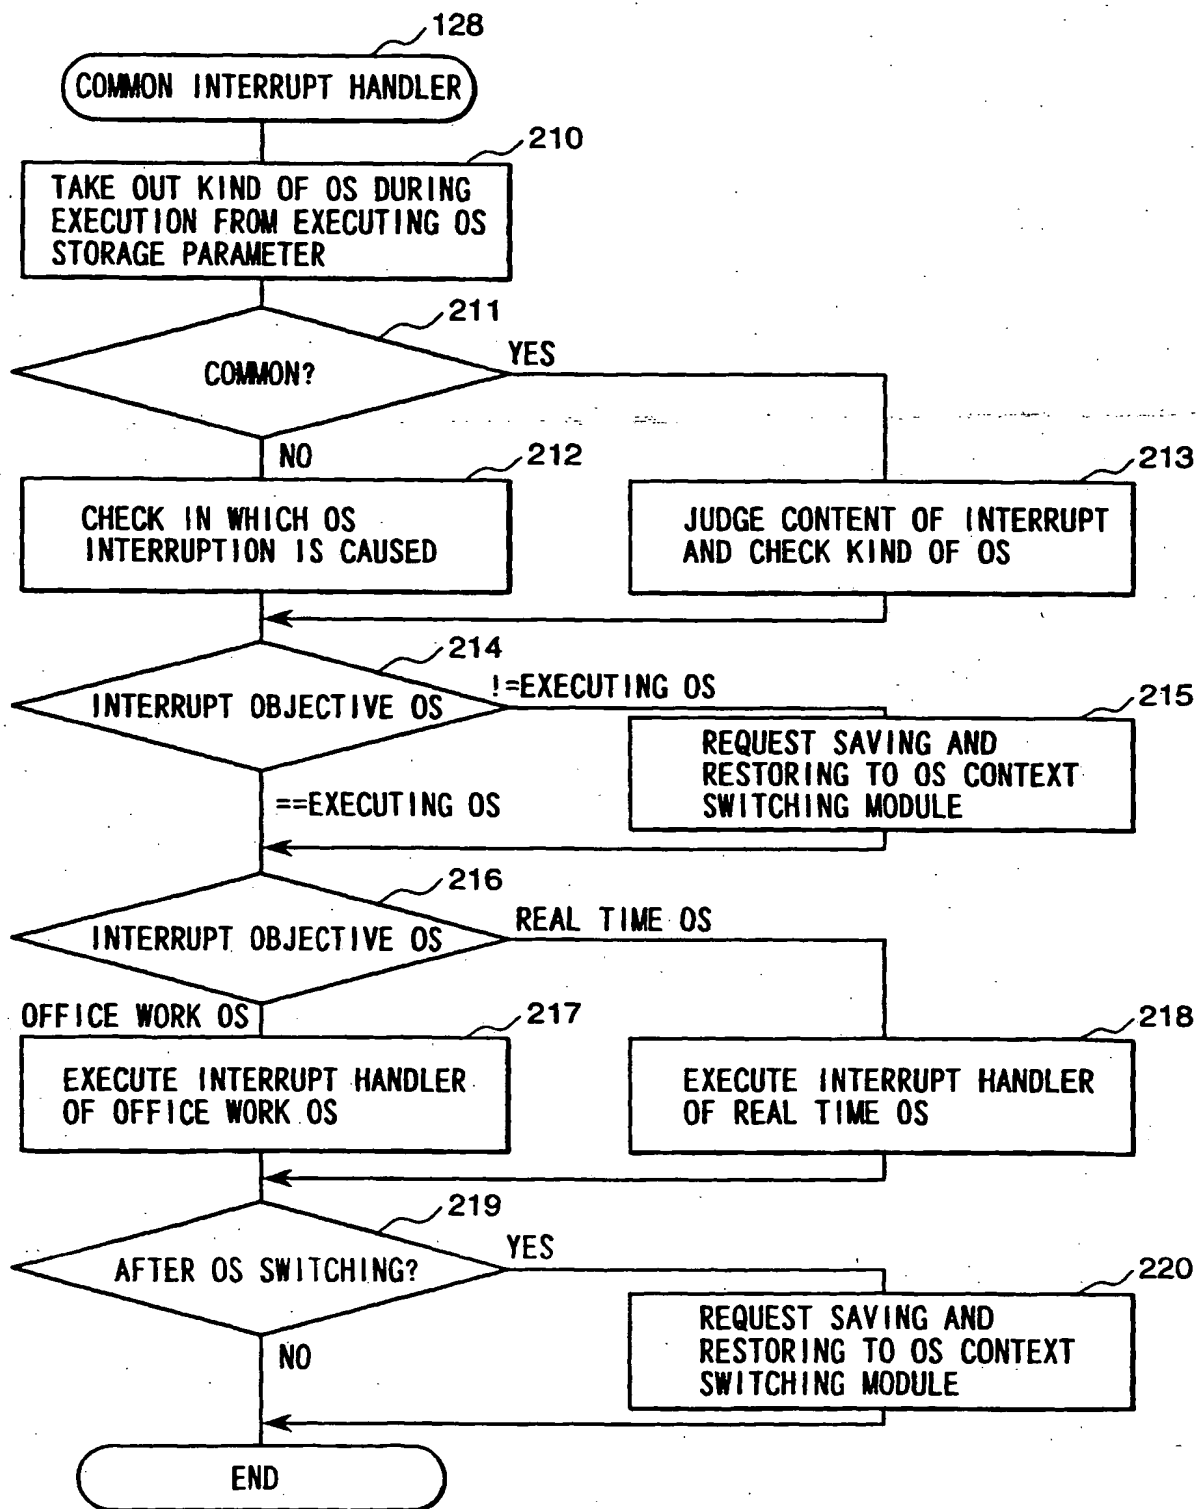 128
COMMON INTERRUPT HANDLER
210
TAKE OUT KIND OF OS DURING
EXECUTION FROM EXECUTING OS
STORAGE PARAMETER
211
COMMON?
YES
NO
212
CHECK IN WHICH OS
INTERRUPTION IS CAUSED
213
JUDGE CONTENT OF INTERRUPT
AND CHECK KIND OF OS
214
INTERRUPT OBJECTIVE OS
!=EXECUTING OS
215
REQUEST SAVING AND
RESTORING TO OS CONTEXT
SWITCHING MODULE
==EXECUTING OS
216
INTERRUPT OBJECTIVE OS
REAL TIME OS
OFFICE WORK OS
217
EXECUTE INTERRUPT HANDLER
OF OFFICE WORK OS
218
EXECUTE INTERRUPT HANDLER
OF REAL TIME OS
219
AFTER OS SWITCHING?
YES
220
REQUEST SAVING AND
RESTORING TO OS CONTEXT
SWITCHING MODULE
NO
END